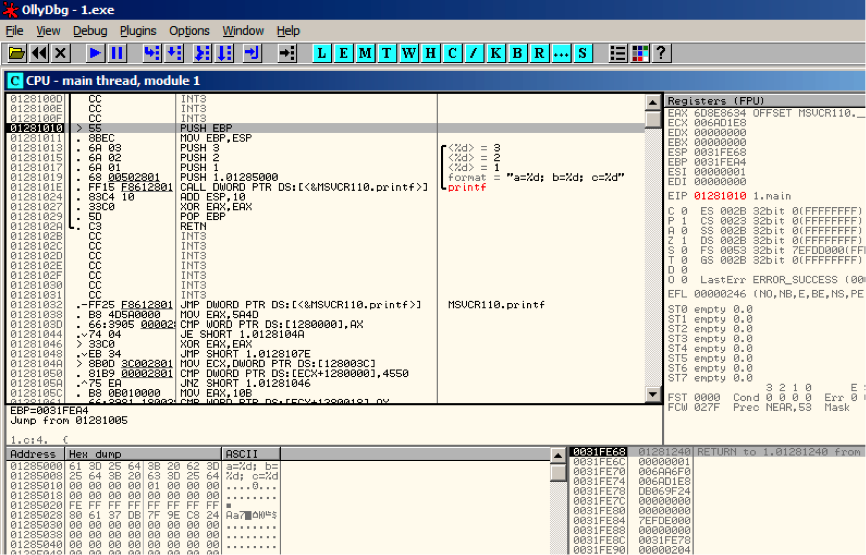 OllyDbg - 1.exe
File View Debug Plugins Options Window Help
L E M T W H C / K B R ... S ?
C CPU - main thread, module 1
0128100D CC INT3
0128100E CC INT3
0128100F CC INT3
01281010 > 55 PUSH EBP
01281011 . 8BEC MOV EBP,ESP
01281013 . 6A 03 PUSH 3 <%d> = 3
01281015 . 6A 02 PUSH 2 <%d> = 2
01281017 . 6A 01 PUSH 1 <%d> = 1
01281019 . 68 00502801 PUSH 1.01285000 format = "a=%d; b=%d; c=%d"
0128101E . FF15 F8612801 CALL DWORD PTR DS:[<&MSVCR110.printf>] printf
01281024 . 83C4 10 ADD ESP,10
01281027 . 33C0 XOR EAX,EAX
01281029 . 5D POP EBP
0128102A . C3 RETN
0128102B CC INT3
0128102C CC INT3
0128102D CC INT3
0128102E CC INT3
0128102F CC INT3
01281030 CC INT3
01281031 CC INT3
01281032 .-FF25 F8612801 JMP DWORD PTR DS:[<&MSVCR110.printf>] MSVCR110.printf
01281038 . B8 4D5A0000 MOV EAX,5A4D
0128103D . 66:3905 00002 CMP WORD PTR DS:[1280000],AX
01281044 .v74 04 JE SHORT 1.0128104A
01281046 > 33C0 XOR EAX,EAX
01281048 .vEB 34 JMP SHORT 1.0128107E
0128104A > 8B0D 3C002801 MOV ECX,DWORD PTR DS:[128003C]
01281050 . 81B9 00002801 CMP DWORD PTR DS:[ECX+1280000],4550
0128105A .^75 EA JNZ SHORT 1.01281046
0128105C . B8 0B010000 MOV EAX,10B
EBP=0031FEA4
Jump from 01281005
1.c:4. {
Registers (FPU)
EAX 6D8E8634 OFFSET MSVCR110._
ECX 006AD1E8
EDX 00000000
EBX 00000000
ESP 0031FE68
EBP 0031FEA4
ESI 00000001
EDI 00000000
EIP 01281010 1.main
C 0 ES 002B 32bit 0(FFFFFFFF)
P 1 CS 0023 32bit 0(FFFFFFFF)
A 0 SS 002B 32bit 0(FFFFFFFF)
Z 1 DS 002B 32bit 0(FFFFFFFF)
S 0 FS 0053 32bit 7EFDD000(FF
T 0 GS 002B 32bit 0(FFFFFFFF)
D 0
O 0 LastErr ERROR_SUCCESS (00
EFL 00000246 (NO,NB,E,BE,NS,PE
ST0 empty 0.0
ST1 empty 0.0
ST2 empty 0.0
ST3 empty 0.0
ST4 empty 0.0
ST5 empty 0.0
ST6 empty 0.0
ST7 empty 0.0
3 2 1 0 E S
FST 0000 Cond 0 0 0 0 Err 0
FCW 027F Prec NEAR,53 Mask
Address Hex dump ASCII
01285000 61 3D 25 64 3B 20 62 3D a=%d; b=
01285008 25 64 3B 20 63 3D 25 64 %d; c=%d
01285010 00 00 00 00 01 00 00 00
01285018 00 00 00 00 00 00 00 00 ........
01285020 FE FF FF FF FF FF FF FF
01285028 80 61 37 DB 7F 9E C8 24
01285030 00 00 00 00 00 00 00 00 ........
01285038 00 00 00 00 00 00 00 00 ........
01285040 00 00 00 00 00 00 00 00 ........
0031FE68 01281240 RETURN to 1.01281240 from
0031FE6C 00000001
0031FE70 006AA6F0
0031FE74 006AD1E8
0031FE78 DB069F24
0031FE7C 00000000
0031FE80 00000000
0031FE84 7EFDE000
0031FE88 00000000
0031FE8C 0031FE78
0031FE90 00000204